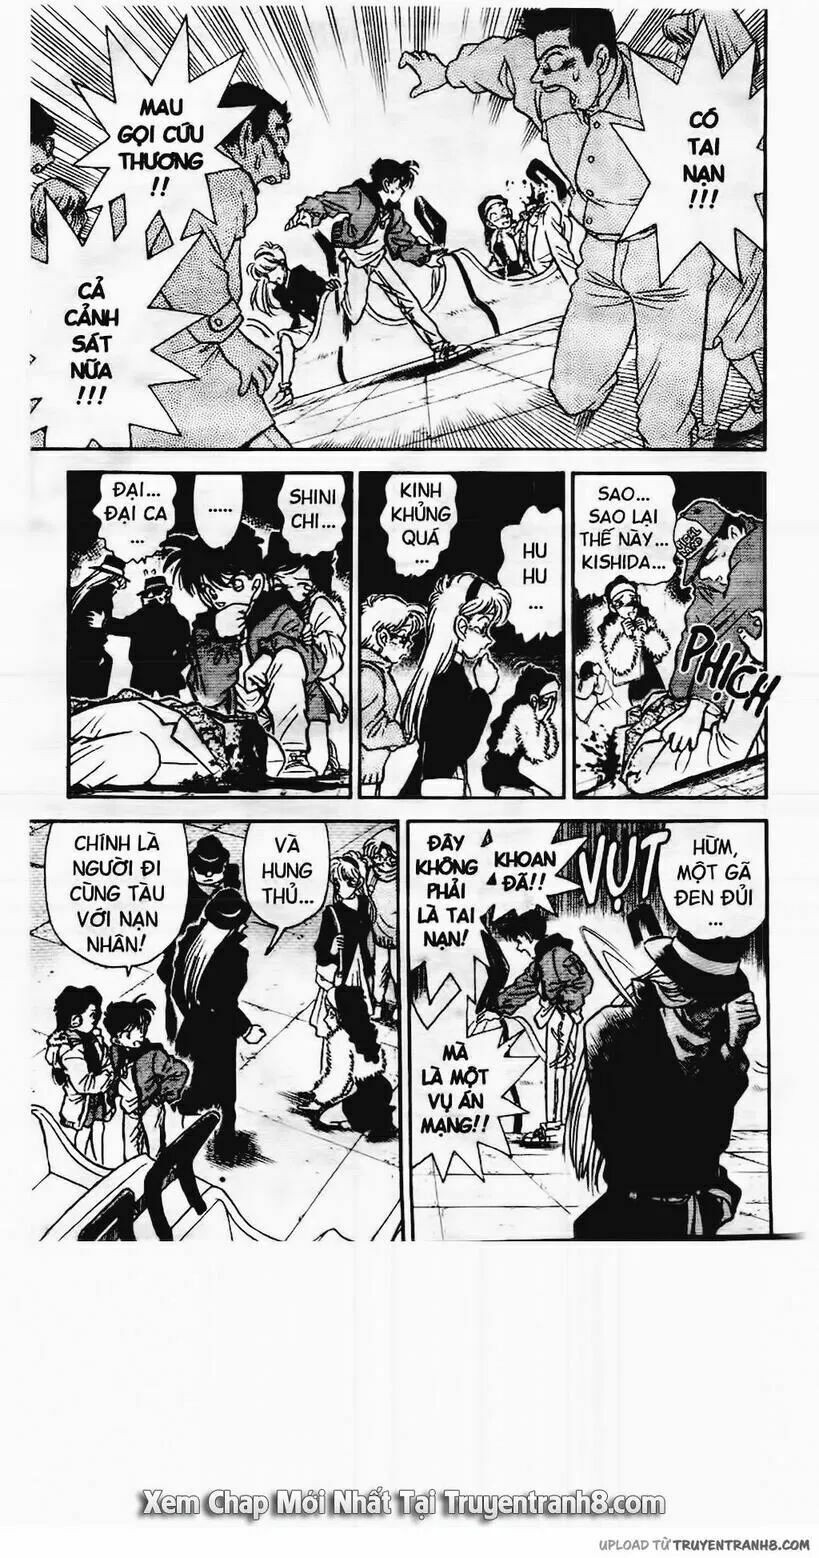 CÓ
TAI
NẠN
!!!
MAU
GỌI CỨU
THƯƠNG
!!
CẢ
CẢNH
SÁT
NỮA
!!!
SAO...
SAO LẠI
THẾ NÀY...
KISHIDA...
PHỊCH
KINH
KHỦNG
QUÁ
...
HU
HU
...
SHINI
CHI...
.....
ĐẠI...
ĐẠI CA
...
HỪM,
MỘT GÃ
ĐEN ĐỦI
...
VỤT
KHOAN
ĐÃ!!
ĐÂY
KHÔNG
PHẢI
LÀ TAI
NẠN!
MÀ
LÀ MỘT
VỤ ÁN
MẠNG!!
VÀ
HUNG
THỦ...
CHÍNH LÀ
NGƯỜI ĐI
CÙNG TÀU
VỚI NẠN
NHÂN!
Xem Chap Mới Nhất Tại Truyentranh8.com
UPLOAD TỪ TRUYENTRANH8.COM